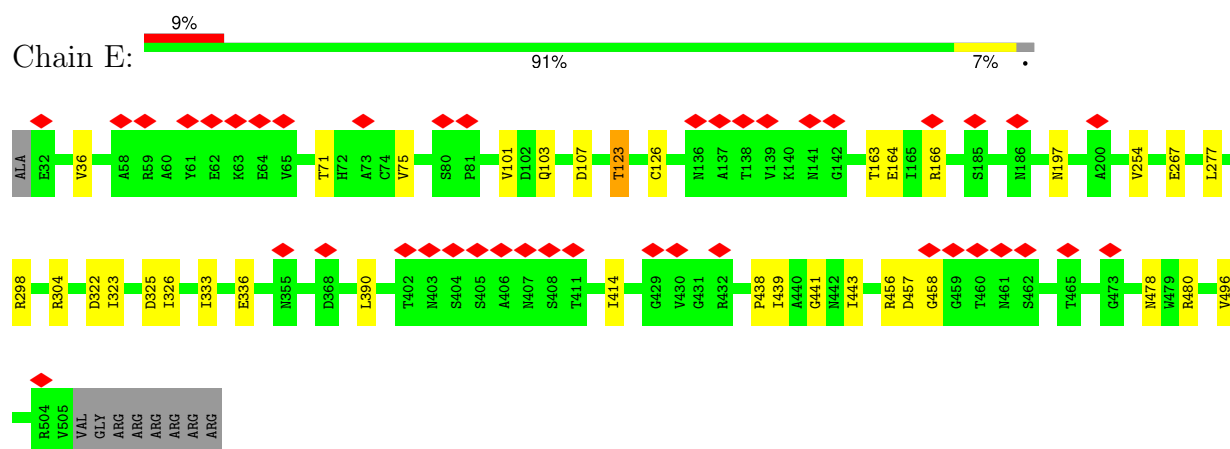 9%
Chain E:
91% 7% •
ALA E32 V36 A58 R59 A60 Y61 E62 K63 E64 V65 T71 H72 A73 C74 V75 S80 P81 V101 D102 Q103 D107 T123 C126 N136 A137 T138 V139 K140 N141 G142 T163 E164 I165 R166 S185 N186 N197 A200 V254 E267 L277
R298 R304 D322 I323 D325 I326 I333 E336 N355 D368 L390 T402 N403 S404 S405 A406 N407 S408 T411 I414 G429 V430 G431 R432 P438 I439 A440 G441 N442 I443 R456 D457 G458 G459 T460 N461 S462 T465 G473 N478 W479 R480 V496
R504 V505 VAL GLY ARG ARG ARG ARG ARG ARG